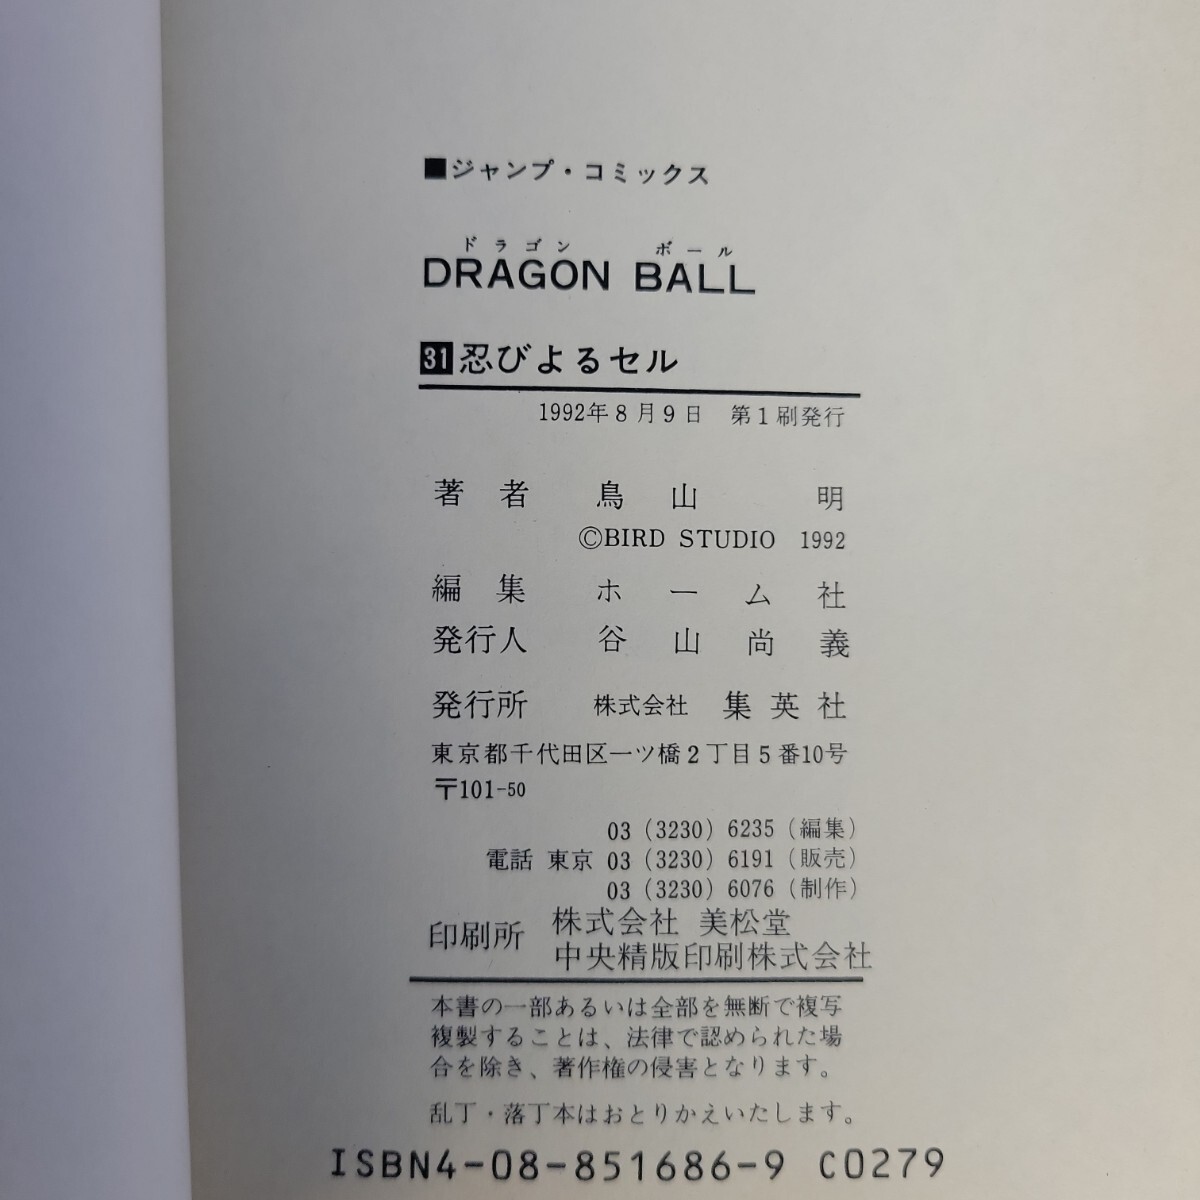 ■ジャンプ・コミックス
ドラゴン ボール
DRAGON BALL
31忍びよるセル
1992年8月9日 第1刷発行
著者 鳥山 明
©BIRD STUDIO 1992
編集 ホーム社
発行人 谷山尚義
発行所 株式会社 集英社
東京都千代田区一ツ橋2丁目5番10号
〒101-50
03(3230)6235(編集)
電話 東京 03(3230)6191(販売)
03(3230)6076(制作)
印刷所 株式会社 美松堂
中央精版印刷株式会社
本書の一部あるいは全部を無断で複写
複製することは、法律で認められた場
合を除き、著作権の侵害となります。
乱丁・落丁本はおとりかえいたします。
ISBN4-08-851686-9 C0279